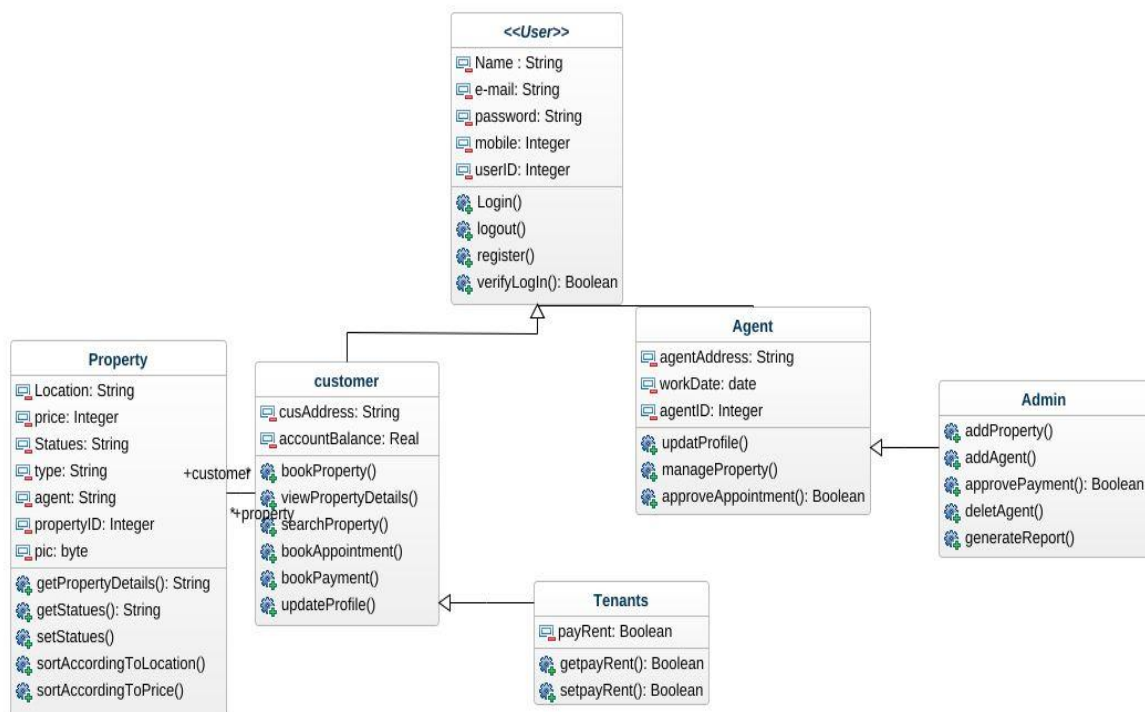 <<User>>
Name : String
e-mail: String
password: String
mobile: Integer
userID: Integer
Login()
logout()
register()
verifyLogIn(): Boolean
Property
Location: String
price: Integer
Statues: String
type: String
agent: String
propertyID: Integer
pic: byte
getPropertyDetails(): String
getStatues(): String
setStatues()
sortAccordingToLocation()
sortAccordingToPrice()
+customer *
* +property
customer
cusAddress: String
accountBalance: Real
bookProperty()
viewPropertyDetails()
searchProperty()
bookAppointment()
bookPayment()
updateProfile()
Agent
agentAddress: String
workDate: date
agentID: Integer
updatProfile()
manageProperty()
approveAppointment(): Boolean
Admin
addProperty()
addAgent()
approvePayment(): Boolean
deletAgent()
generateReport()
Tenants
payRent: Boolean
getpayRent(): Boolean
setpayRent(): Boolean